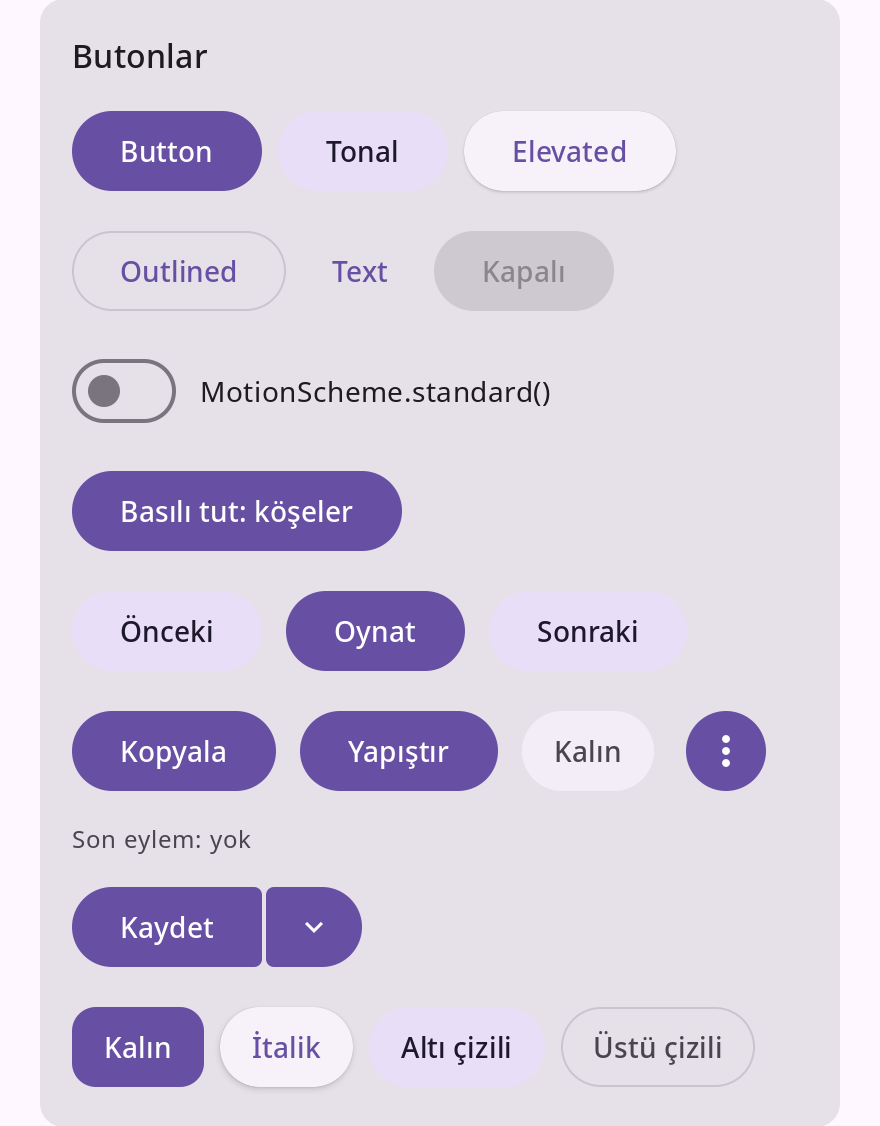 Butonlar
Button Tonal Elevated
Outlined Text Kapalı
MotionScheme.standard()
Basılı tut: köşeler
Önceki Oynat Sonraki
Kopyala Yapıştır Kalın
Son eylem: yok
Kaydet
Kalın İtalik Altı çizili Üstü çizili